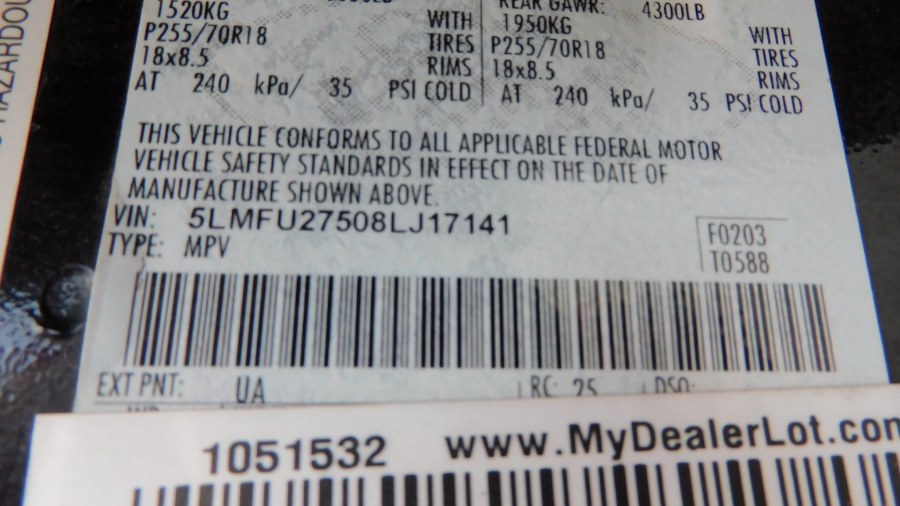 REAR GAWR: 4300LB
1520KG WITH 1950KG WITH
P255/70R18 TIRES P255/70R18 TIRES
18x8.5 RIMS 18x8.5 RIMS
AT 240 kPa/ 35 PSI COLD AT 240 kPa/ 35 PSI COLD
THIS VEHICLE CONFORMS TO ALL APPLICABLE FEDERAL MOTOR
VEHICLE SAFETY STANDARDS IN EFFECT ON THE DATE OF
MANUFACTURE SHOWN ABOVE.
VIN: 5LMFU27508LJ17141
F0203
TYPE: MPV
T0588
EXT PNT: UA RC: 25 DSO:
1051532 www.MyDealerLot.com
HAZARDOU